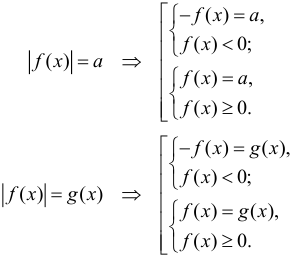 |f(x)| = a ⇒ [ { -f(x) = a,
f(x) < 0;
{ f(x) = a,
f(x) ≥ 0.
|f(x)| = g(x) ⇒ [ { -f(x) = g(x),
f(x) < 0;
{ f(x) = g(x),
f(x) ≥ 0.